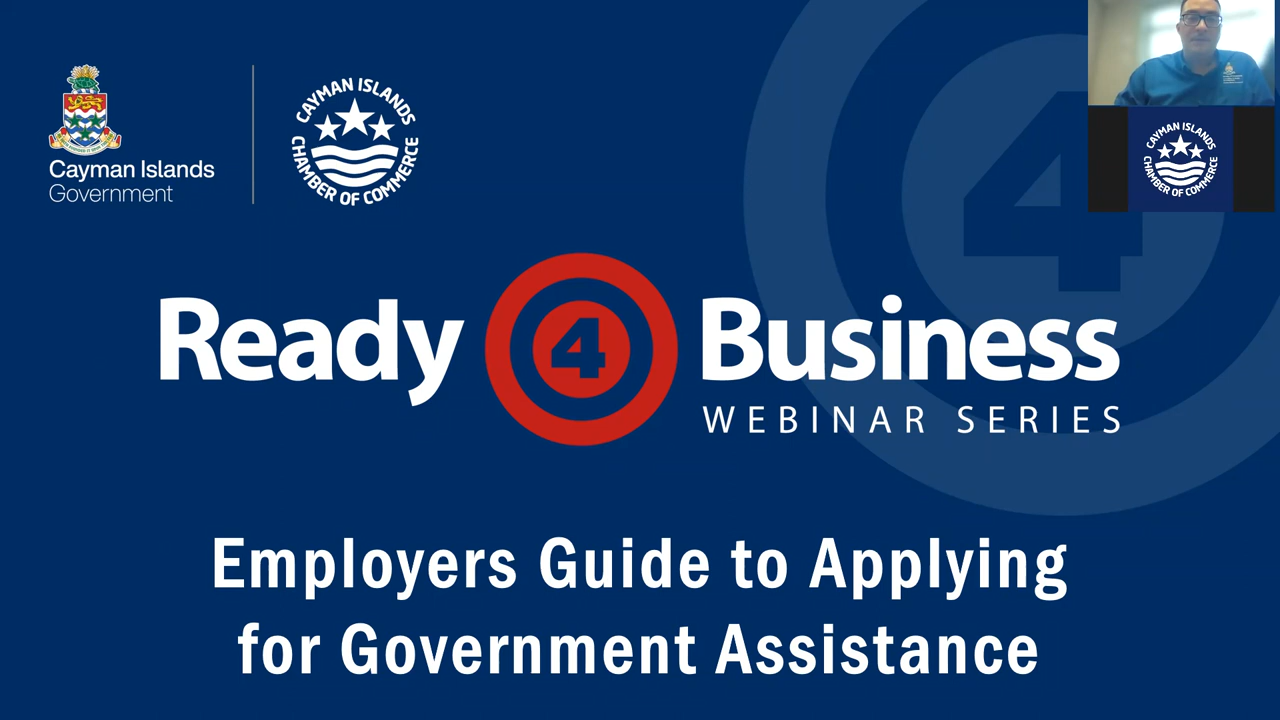 Cayman Islands
Government
CAYMAN ISLANDS
CHAMBER OF COMMERCE
CAYMAN ISLANDS
CHAMBER OF COMMERCE
4
Ready 4 Business
WEBINAR SERIES
Employers Guide to Applying
for Government Assistance